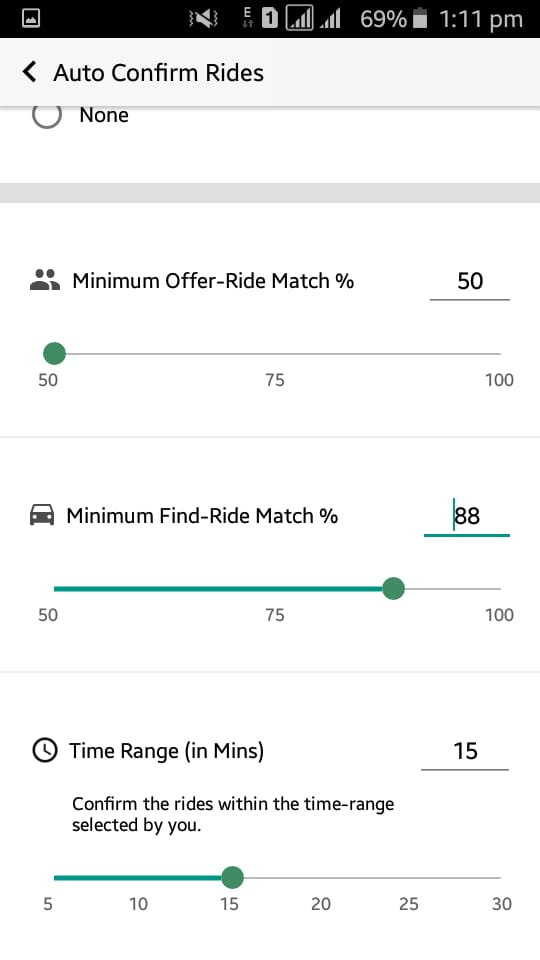 E 1 69% 1:11 pm
Auto Confirm Rides
None
Minimum Offer-Ride Match % 50
50 75 100
Minimum Find-Ride Match % 88
50 75 100
Time Range (in Mins) 15
Confirm the rides within the time-range
selected by you.
5 10 15 20 25 30